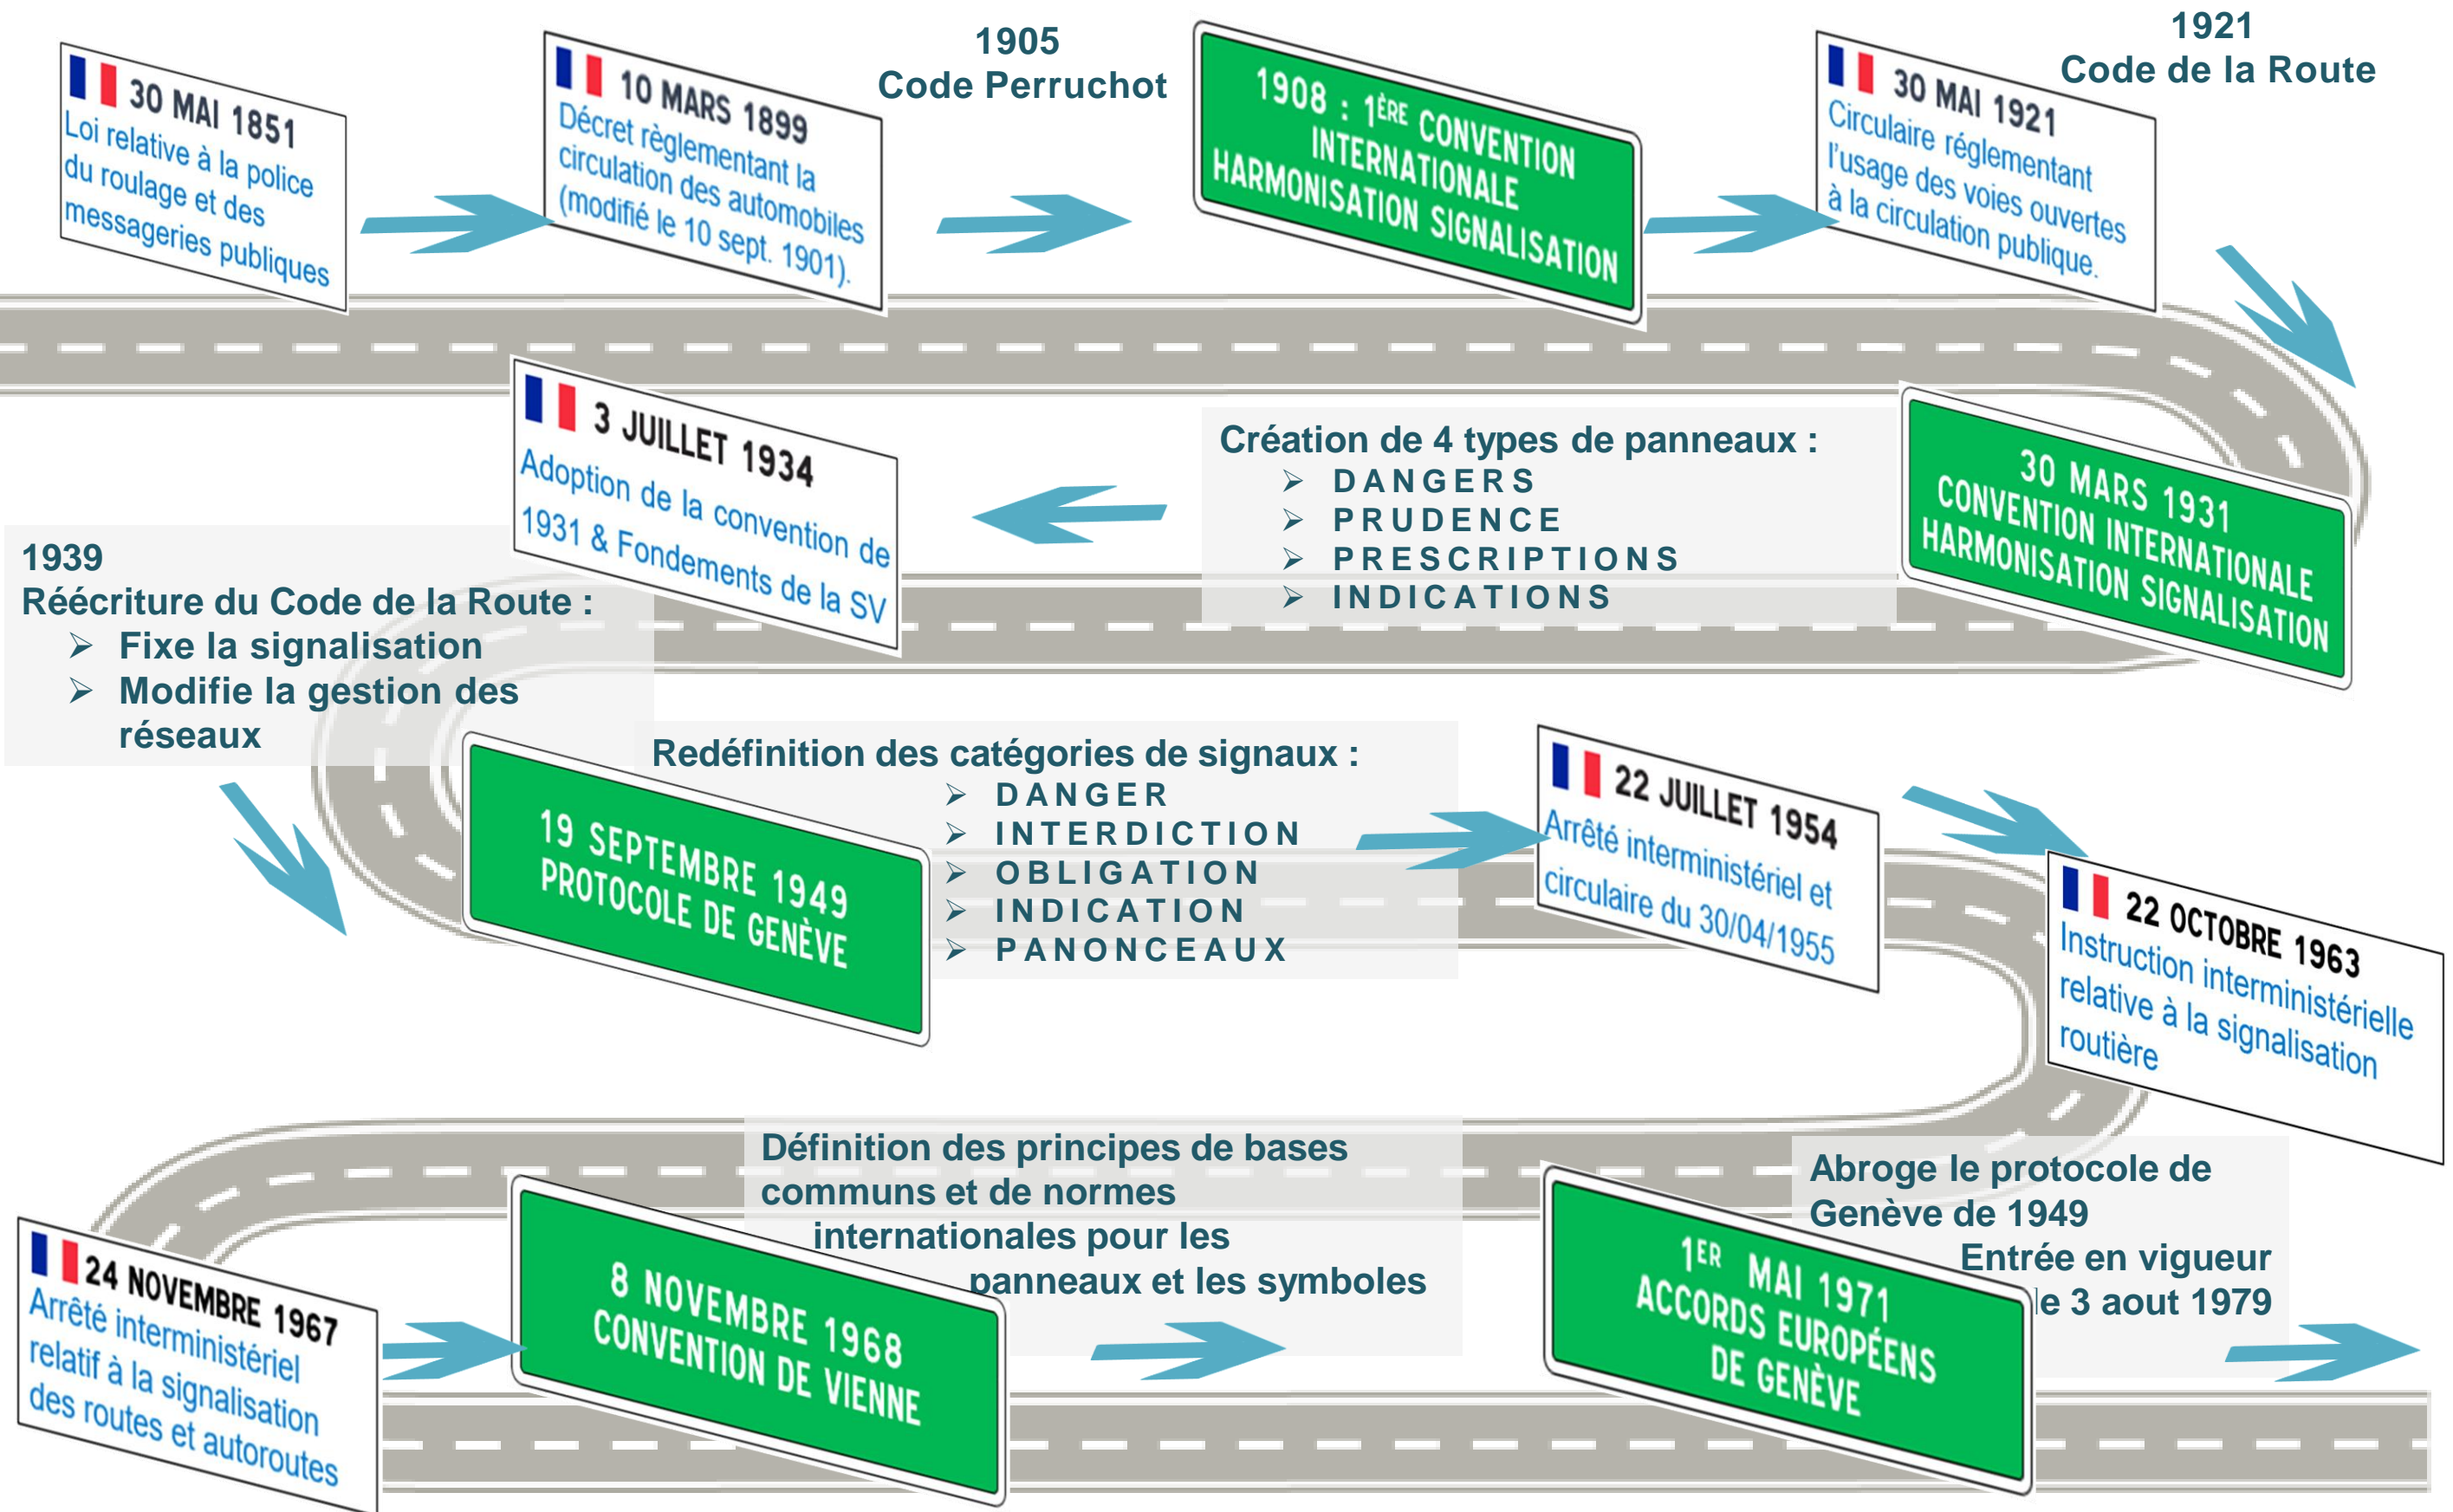 30 MAI 1851
Loi relative à la police
du roulage et des
messageries publiques
10 MARS 1899
Décret règlementant la
circulation des automobiles
(modifié le 10 sept. 1901).
1905
Code Perruchot
1908 : 1ÈRE CONVENTION
INTERNATIONALE
HARMONISATION SIGNALISATION
30 MAI 1921
Circulaire réglementant
l'usage des voies ouvertes
à la circulation publique.
1921
Code de la Route
30 MARS 1931
CONVENTION INTERNATIONALE
HARMONISATION SIGNALISATION
Création de 4 types de panneaux :
➢ DANGERS
➢ PRUDENCE
➢ PRESCRIPTIONS
➢ INDICATIONS
3 JUILLET 1934
Adoption de la convention de
1931 & Fondements de la SV
1939
Réécriture du Code de la Route :
➢ Fixe la signalisation
➢ Modifie la gestion des
réseaux
19 SEPTEMBRE 1949
PROTOCOLE DE GENÈVE
Redéfinition des catégories de signaux :
➢ DANGER
➢ INTERDICTION
➢ OBLIGATION
➢ INDICATION
➢ PANONCEAUX
22 JUILLET 1954
Arrêté interministériel et
circulaire du 30/04/1955
22 OCTOBRE 1963
Instruction interministérielle
relative à la signalisation
routière
24 NOVEMBRE 1967
Arrêté interministériel
relatif à la signalisation
des routes et autoroutes
8 NOVEMBRE 1968
CONVENTION DE VIENNE
Définition des principes de bases
communs et de normes
internationales pour les
panneaux et les symboles
1ER MAI 1971
ACCORDS EUROPÉENS
DE GENÈVE
Abroge le protocole de
Genève de 1949
Entrée en vigueur
le 3 aout 1979